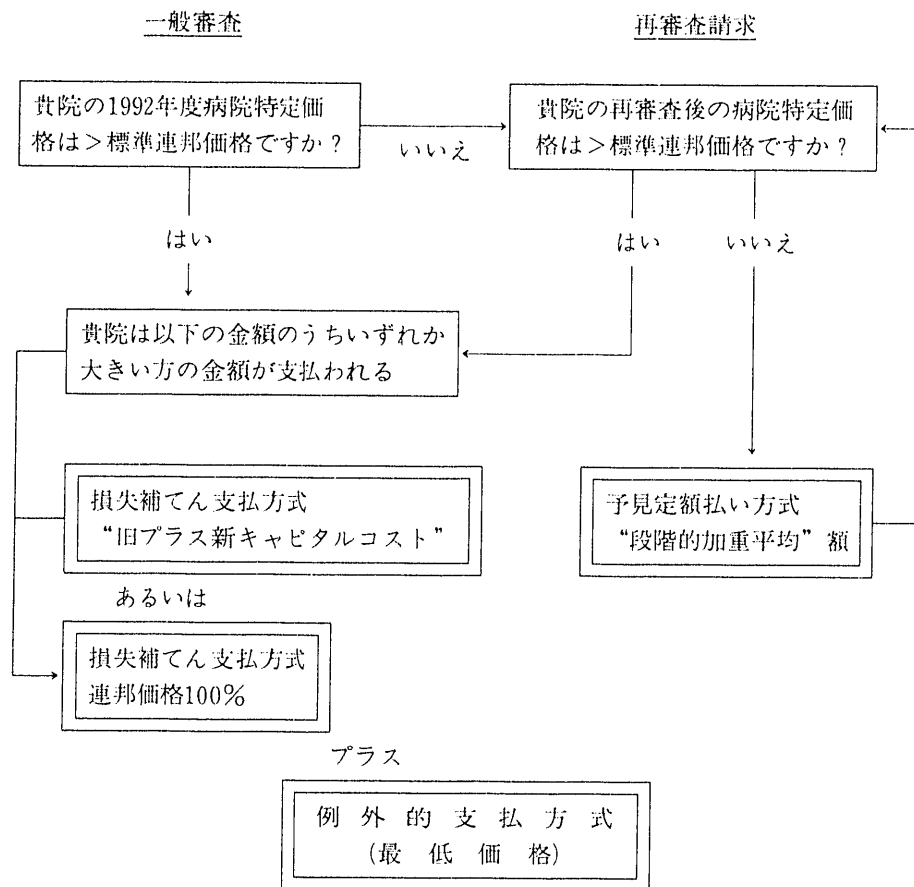 一般審査
再審査請求
貴院の1992年度病院特定価
格は＞標準連邦価格ですか？
いいえ
貴院の再審査後の病院特定価
格は＞標準連邦価格ですか？
はい
はい
いいえ
貴院は以下の金額のうちいずれか
大きい方の金額が支払われる
損失補てん支払方式
“旧プラス新キャピタルコスト”
予見定額払い方式
“段階的加重平均”額
あるいは
損失補てん支払方式
連邦価格100%
プラス
例外的支払方式
(最低価格)